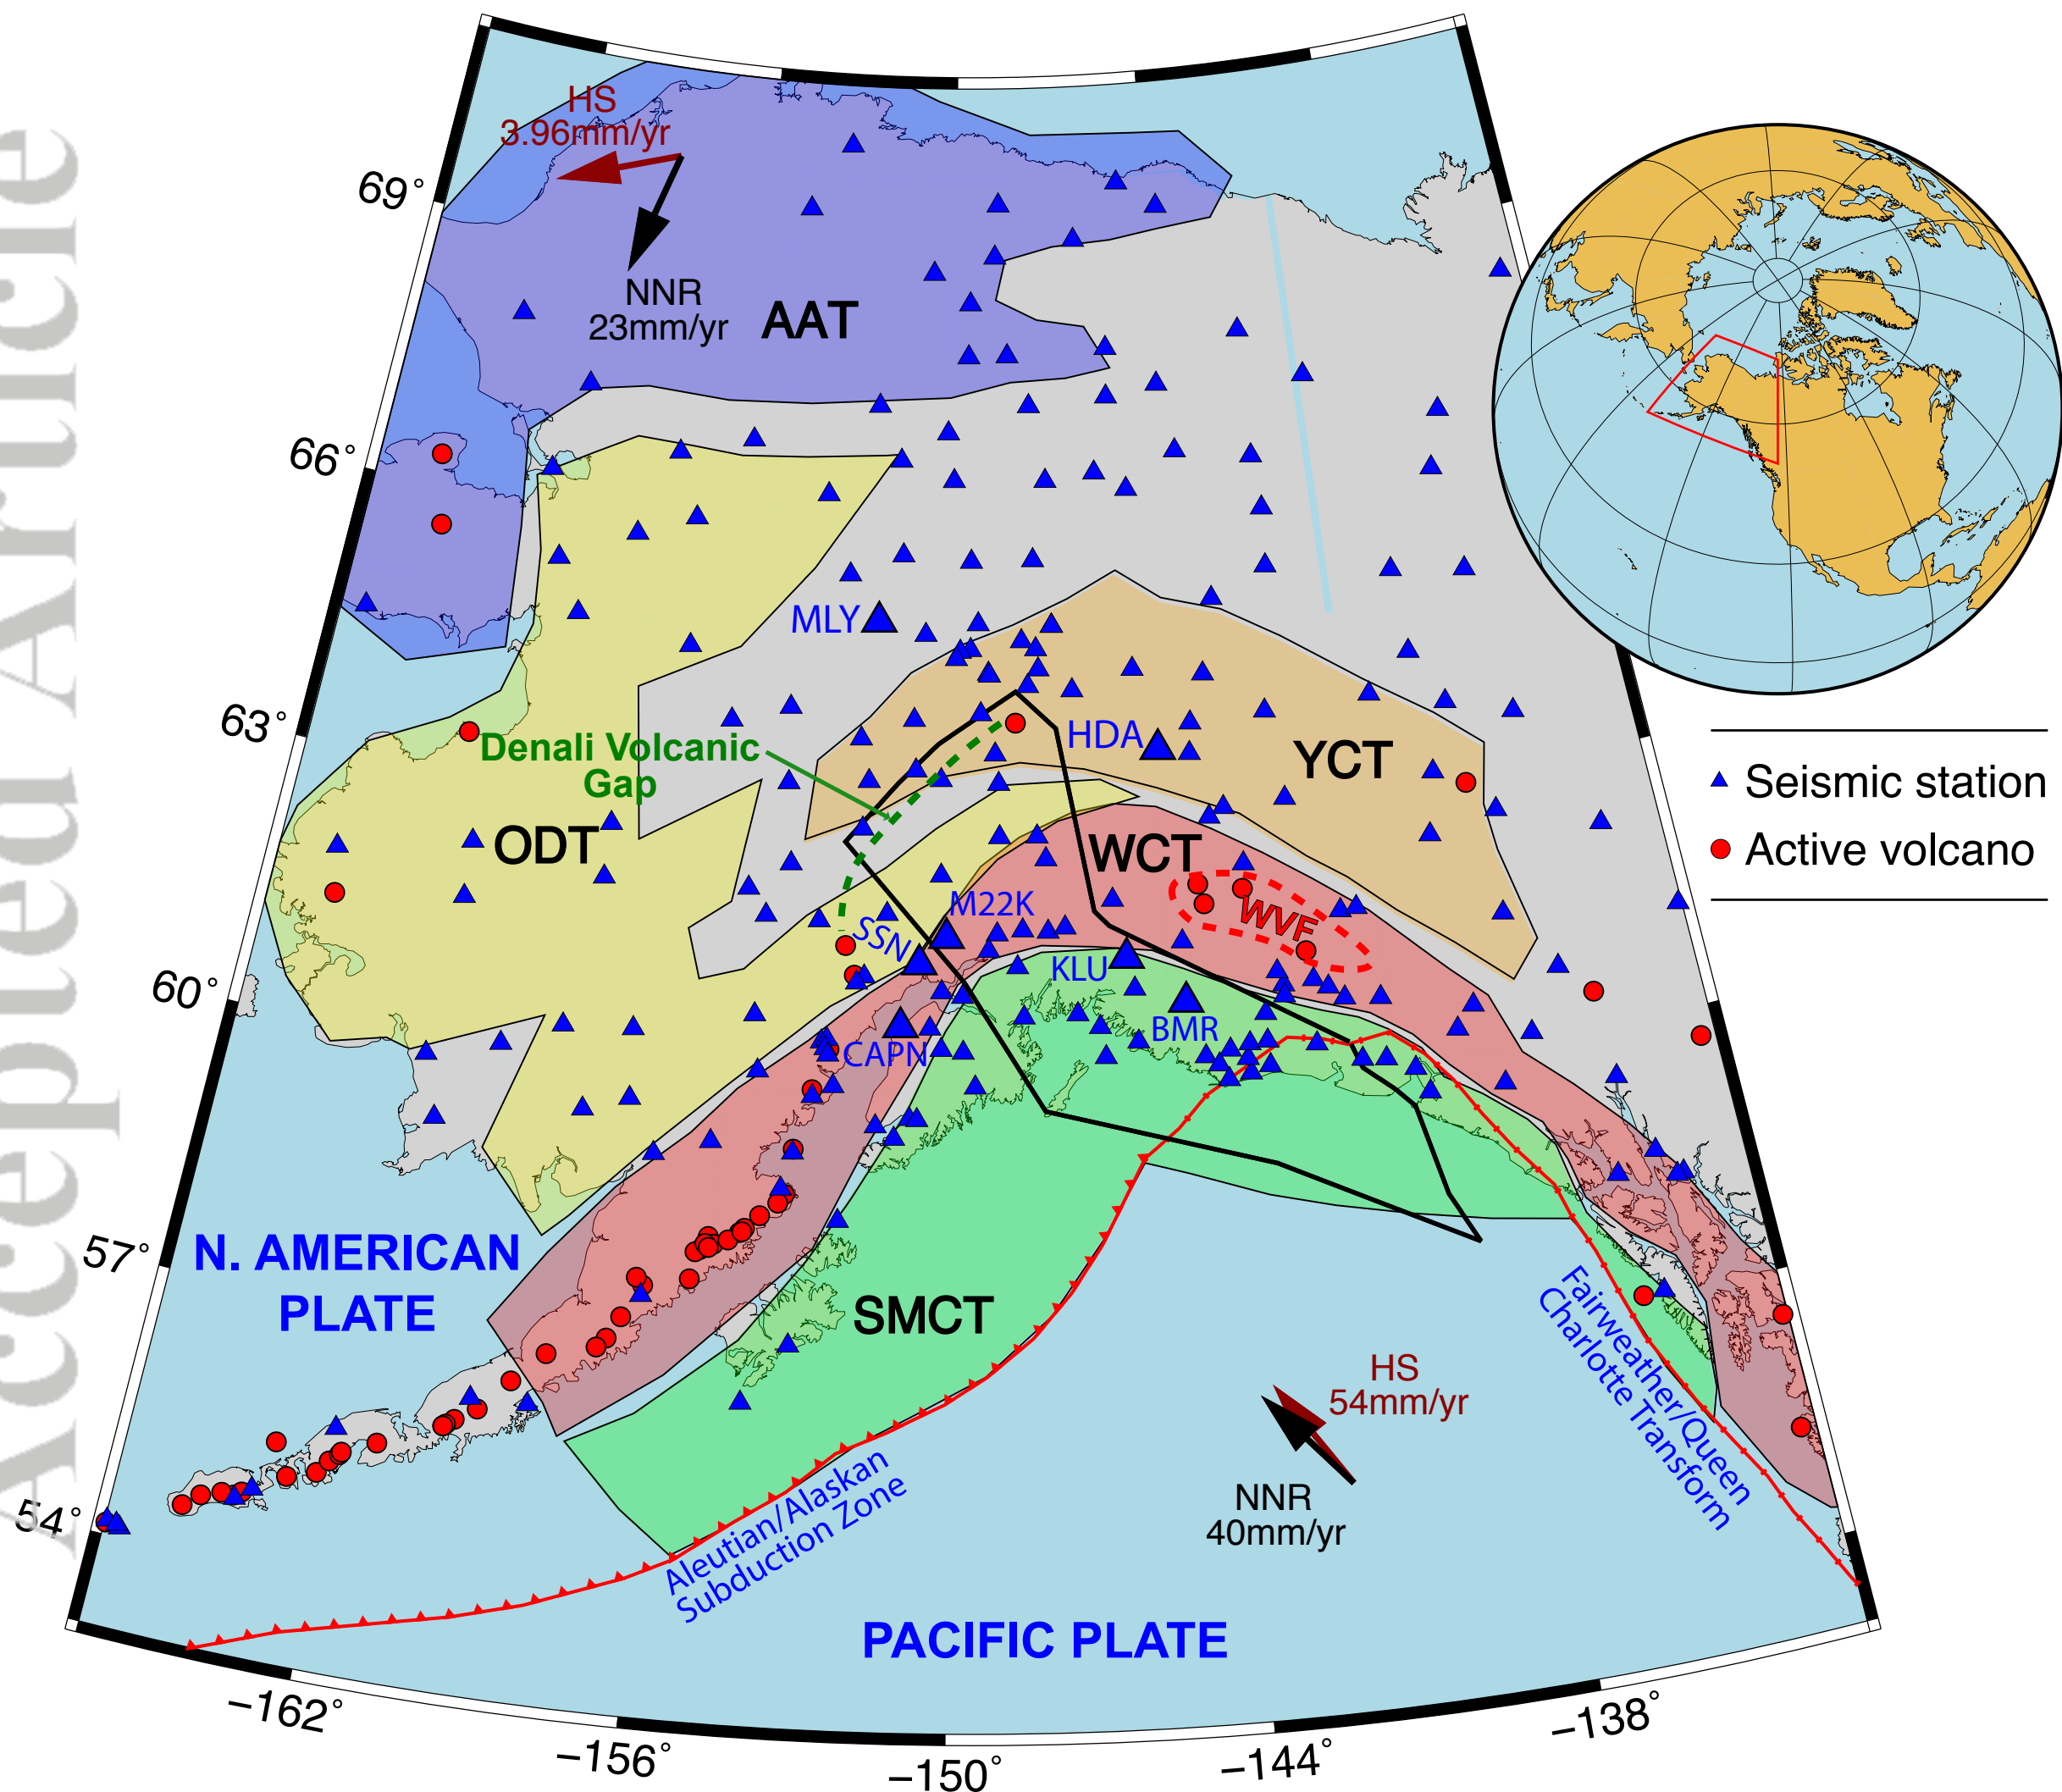 Accepted Article
HS
3.96mm/yr
NNR
23mm/yr
AAT
69°
66°
63°
60°
57°
54°
MLY
HDA
YCT
Denali Volcanic
Gap
ODT
WCT
WVF
M22K
SSN
KLU
BMR
CAPN
Seismic station
Active volcano
N. AMERICAN
PLATE
SMCT
HS
54mm/yr
NNR
40mm/yr
Fairweather/Queen
Charlotte Transform
Aleutian/Alaskan
Subduction Zone
PACIFIC PLATE
−162°
−156°
−150°
−144°
−138°